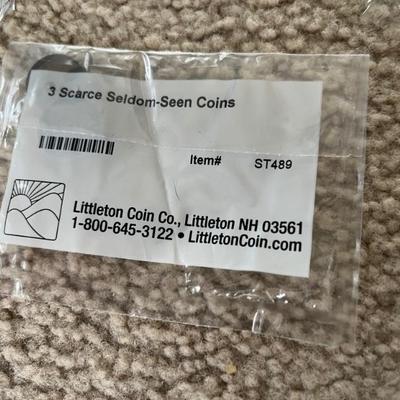 3 Scarce Seldom-Seen Coins
Item# ST489
Littleton Coin Co., Littleton NH 03561
1-800-645-3122 • LittletonCoin.com